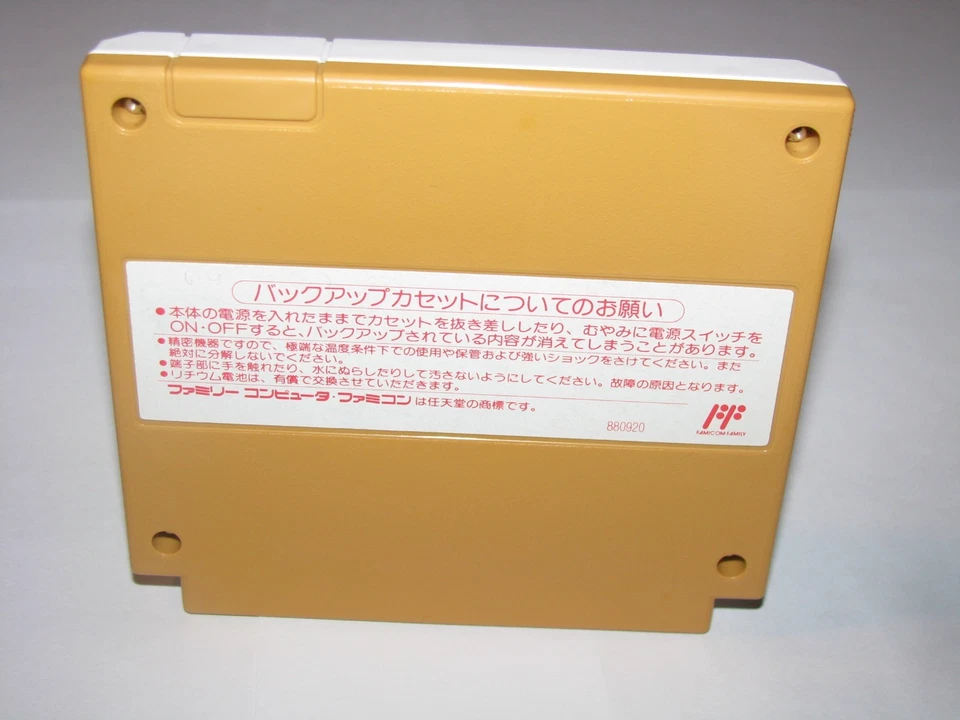 バックアップカセットについてのお願い
●本体の電源を入れたままでカセットを抜き差ししたり、むやみに電源スイッチを
ON・OFFすると、バックアップされている内容が消えてしまうことがあります。
●精密機器ですので、極端な温度条件下での使用や保管および強いショックをさけてください。また
絶対に分解しないでください。
●端子部に手を触れたり、水にぬらしたりして汚さないようにしてください。故障の原因となります。
●リチウム電池は、有償で交換させていただきます。
ファミリー コンピュータ・ファミコン は任天堂の商標です。
880920
FAMICOM FAMILY